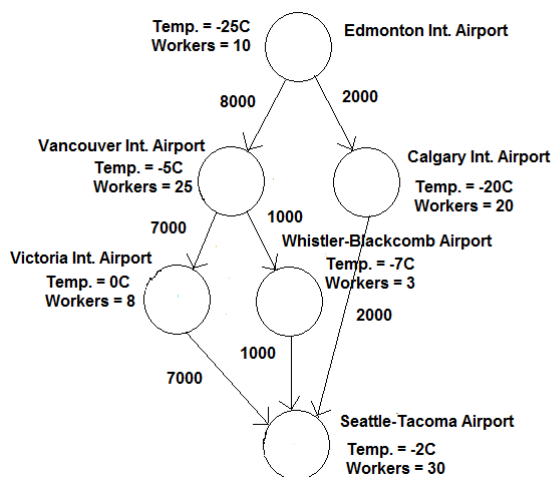 Temp. = -25C
Workers = 10
Edmonton Int. Airport
8000
2000
Vancouver Int. Airport
Temp. = -5C
Workers = 25
Calgary Int. Airport
Temp. = -20C
Workers = 20
7000
1000
Victoria Int. Airport
Temp. = 0C
Workers = 8
Whistler-Blackcomb Airport
Temp. = -7C
Workers = 3
2000
7000
1000
Seattle-Tacoma Airport
Temp. = -2C
Workers = 30